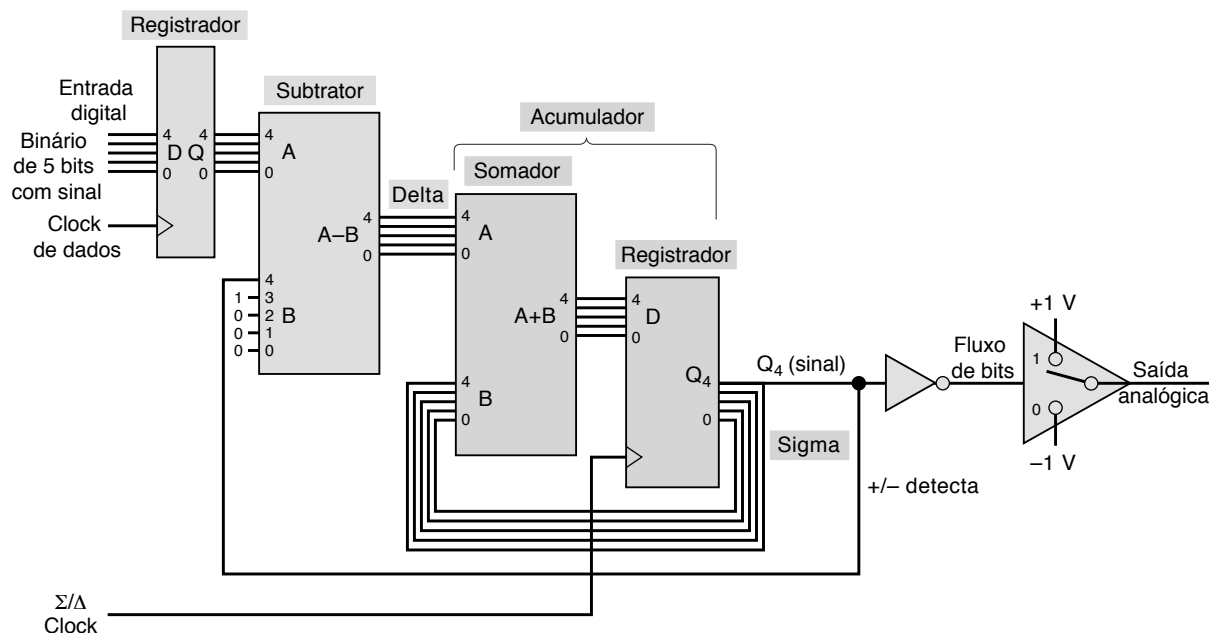 Registrador
Entrada
digital
Binário
de 5 bits
com sinal
Clock
de dados
4
0
D Q
4
0
Subtrator
4
0
A
A–B
4
0
4
1 3
0 2
0 1
0 0
B
Delta
Acumulador
Somador
4
0
A
A+B
4
0
4
0
B
Registrador
4
0
D
Q4
0
Sigma
Q4 (sinal)
+/– detecta
Fluxo
de bits
+1 V
1
0
–1 V
Saída
analógica
Σ/Δ
Clock